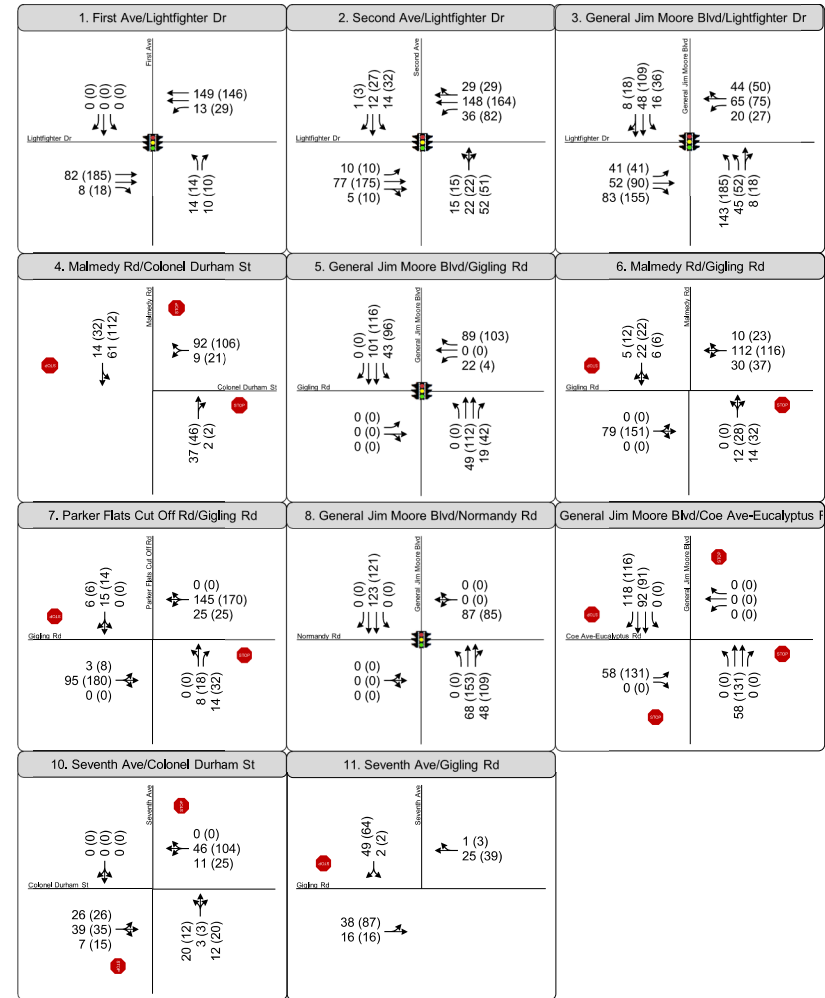 1. First Ave/Lightfighter Dr
First Ave
0 (0)
0 (0)
0 (0)
149 (146)
13 (29)
Lightfighter Dr
82 (185)
8 (18)
14 (14)
10 (10)
2. Second Ave/Lightfighter Dr
Second Ave
1 (3)
12 (27)
14 (32)
29 (29)
148 (164)
36 (82)
Lightfighter Dr
10 (10)
77 (175)
5 (10)
15 (15)
22 (22)
52 (51)
3. General Jim Moore Blvd/Lightfighter Dr
General Jim Moore Blvd
8 (18)
48 (109)
16 (36)
44 (50)
65 (75)
20 (27)
Lightfighter Dr
41 (41)
52 (90)
83 (155)
143 (185)
45 (52)
8 (18)
4. Malmedy Rd/Colonel Durham St
Malmedy Rd
STOP
14 (32)
61 (112)
STOP
92 (106)
9 (21)
Colonel Durham St
STOP
37 (46)
2 (2)
5. General Jim Moore Blvd/Gigling Rd
General Jim Moore Blvd
0 (0)
101 (116)
43 (96)
89 (103)
0 (0)
22 (4)
Gigling Rd
0 (0)
0 (0)
0 (0)
0 (0)
49 (112)
19 (42)
6. Malmedy Rd/Gigling Rd
Malmedy Rd
5 (12)
22 (22)
6 (6)
STOP
10 (23)
112 (116)
30 (37)
Gigling Rd
0 (0)
79 (151)
0 (0)
STOP
0 (0)
12 (28)
14 (32)
7. Parker Flats Cut Off Rd/Gigling Rd
Parker Flats Cut Off Rd
6 (6)
15 (14)
0 (0)
STOP
0 (0)
145 (170)
25 (25)
Gigling Rd
3 (8)
95 (180)
0 (0)
STOP
0 (0)
8 (18)
14 (32)
8. General Jim Moore Blvd/Normandy Rd
General Jim Moore Blvd
0 (0)
123 (121)
0 (0)
0 (0)
0 (0)
87 (85)
Normandy Rd
0 (0)
0 (0)
0 (0)
0 (0)
68 (153)
48 (109)
General Jim Moore Blvd/Coe Ave-Eucalyptus
General Jim Moore Blvd
STOP
118 (116)
92 (91)
0 (0)
STOP
0 (0)
0 (0)
0 (0)
Coe Ave-Eucalyptus Rd
58 (131)
0 (0)
STOP
STOP
0 (0)
58 (131)
0 (0)
10. Seventh Ave/Colonel Durham St
Seventh Ave
STOP
0 (0)
0 (0)
0 (0)
0 (0)
46 (104)
11 (25)
Colonel Durham St
26 (26)
39 (35)
7 (15)
STOP
20 (12)
3 (3)
12 (20)
11. Seventh Ave/Gigling Rd
Seventh Ave
49 (64)
2 (2)
STOP
1 (3)
25 (39)
Gigling Rd
38 (87)
16 (16)